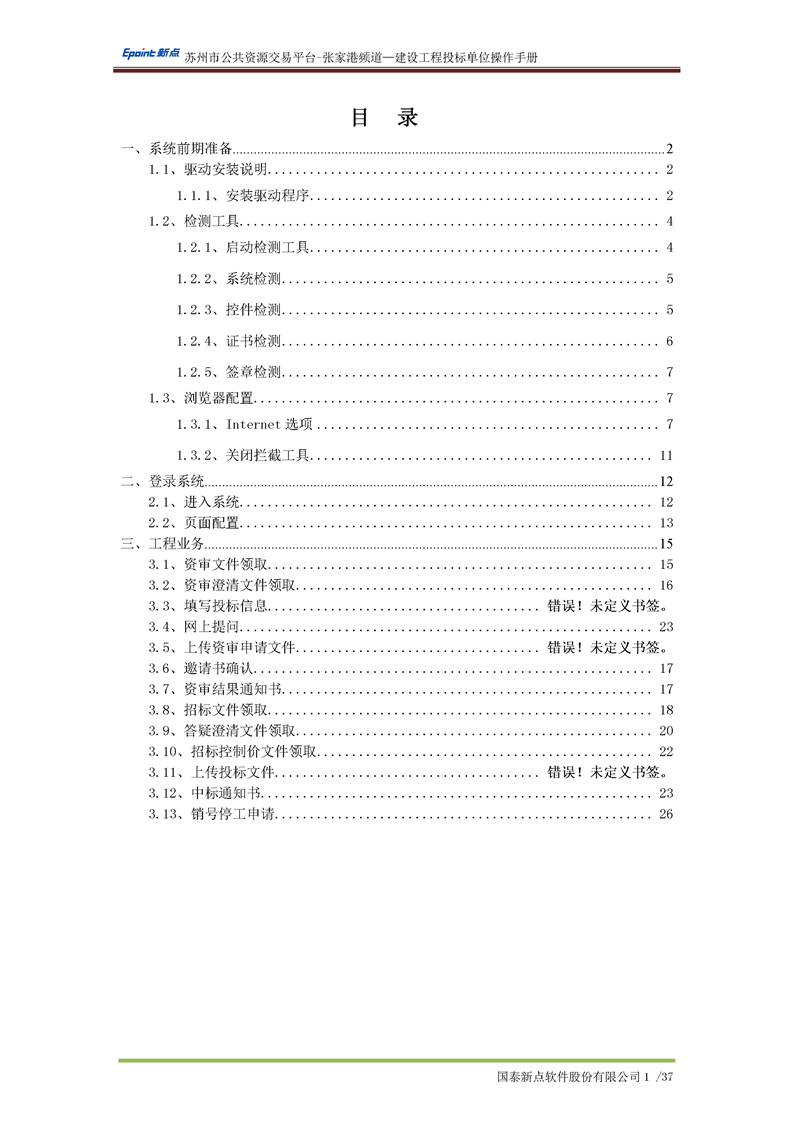 Epoint新点 苏州市公共资源交易平台-张家港频道—建设工程投标单位操作手册
目 录
一、系统前期准备........................................2
1.1、驱动安装说明........................................ 2
1.1.1、安装驱动程序........................................ 2
1.2、检测工具........................................ 4
1.2.1、启动检测工具........................................ 4
1.2.2、系统检测........................................ 5
1.2.3、控件检测........................................ 5
1.2.4、证书检测........................................ 6
1.2.5、签章检测........................................ 7
1.3、浏览器配置........................................ 7
1.3.1、Internet 选项........................................ 7
1.3.2、关闭拦截工具........................................ 11
二、登录系统........................................12
2.1、进入系统........................................ 12
2.2、页面配置........................................ 13
三、工程业务........................................15
3.1、资审文件领取........................................ 15
3.2、资审澄清文件领取........................................ 16
3.3、填写投标信息........................................ 错误！未定义书签。
3.4、网上提问........................................ 23
3.5、上传资审申请文件........................................ 错误！未定义书签。
3.6、邀请书确认........................................ 17
3.7、资审结果通知书........................................ 17
3.8、招标文件领取........................................ 18
3.9、答疑澄清文件领取........................................ 20
3.10、招标控制价文件领取........................................ 22
3.11、上传投标文件........................................ 错误！未定义书签。
3.12、中标通知书........................................ 23
3.13、销号停工申请........................................ 26
国泰新点软件股份有限公司 1 /37